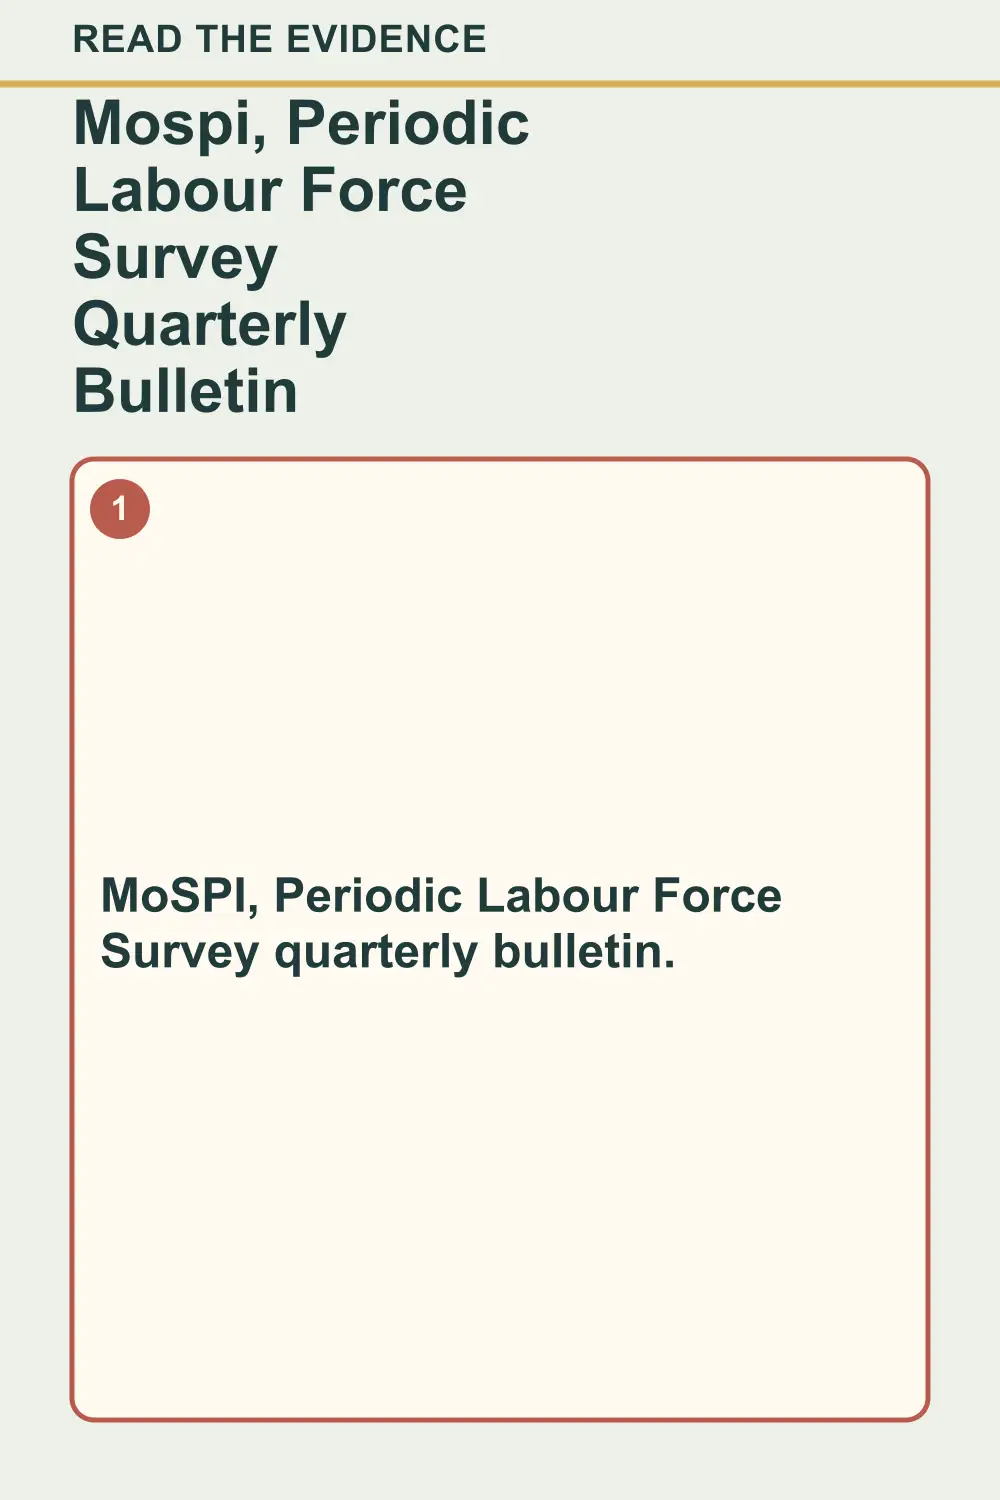 READ THE EVIDENCE
Mospi, Periodic
Labour Force
Survey
Quarterly
Bulletin
1
MoSPI, Periodic Labour Force
Survey quarterly bulletin.